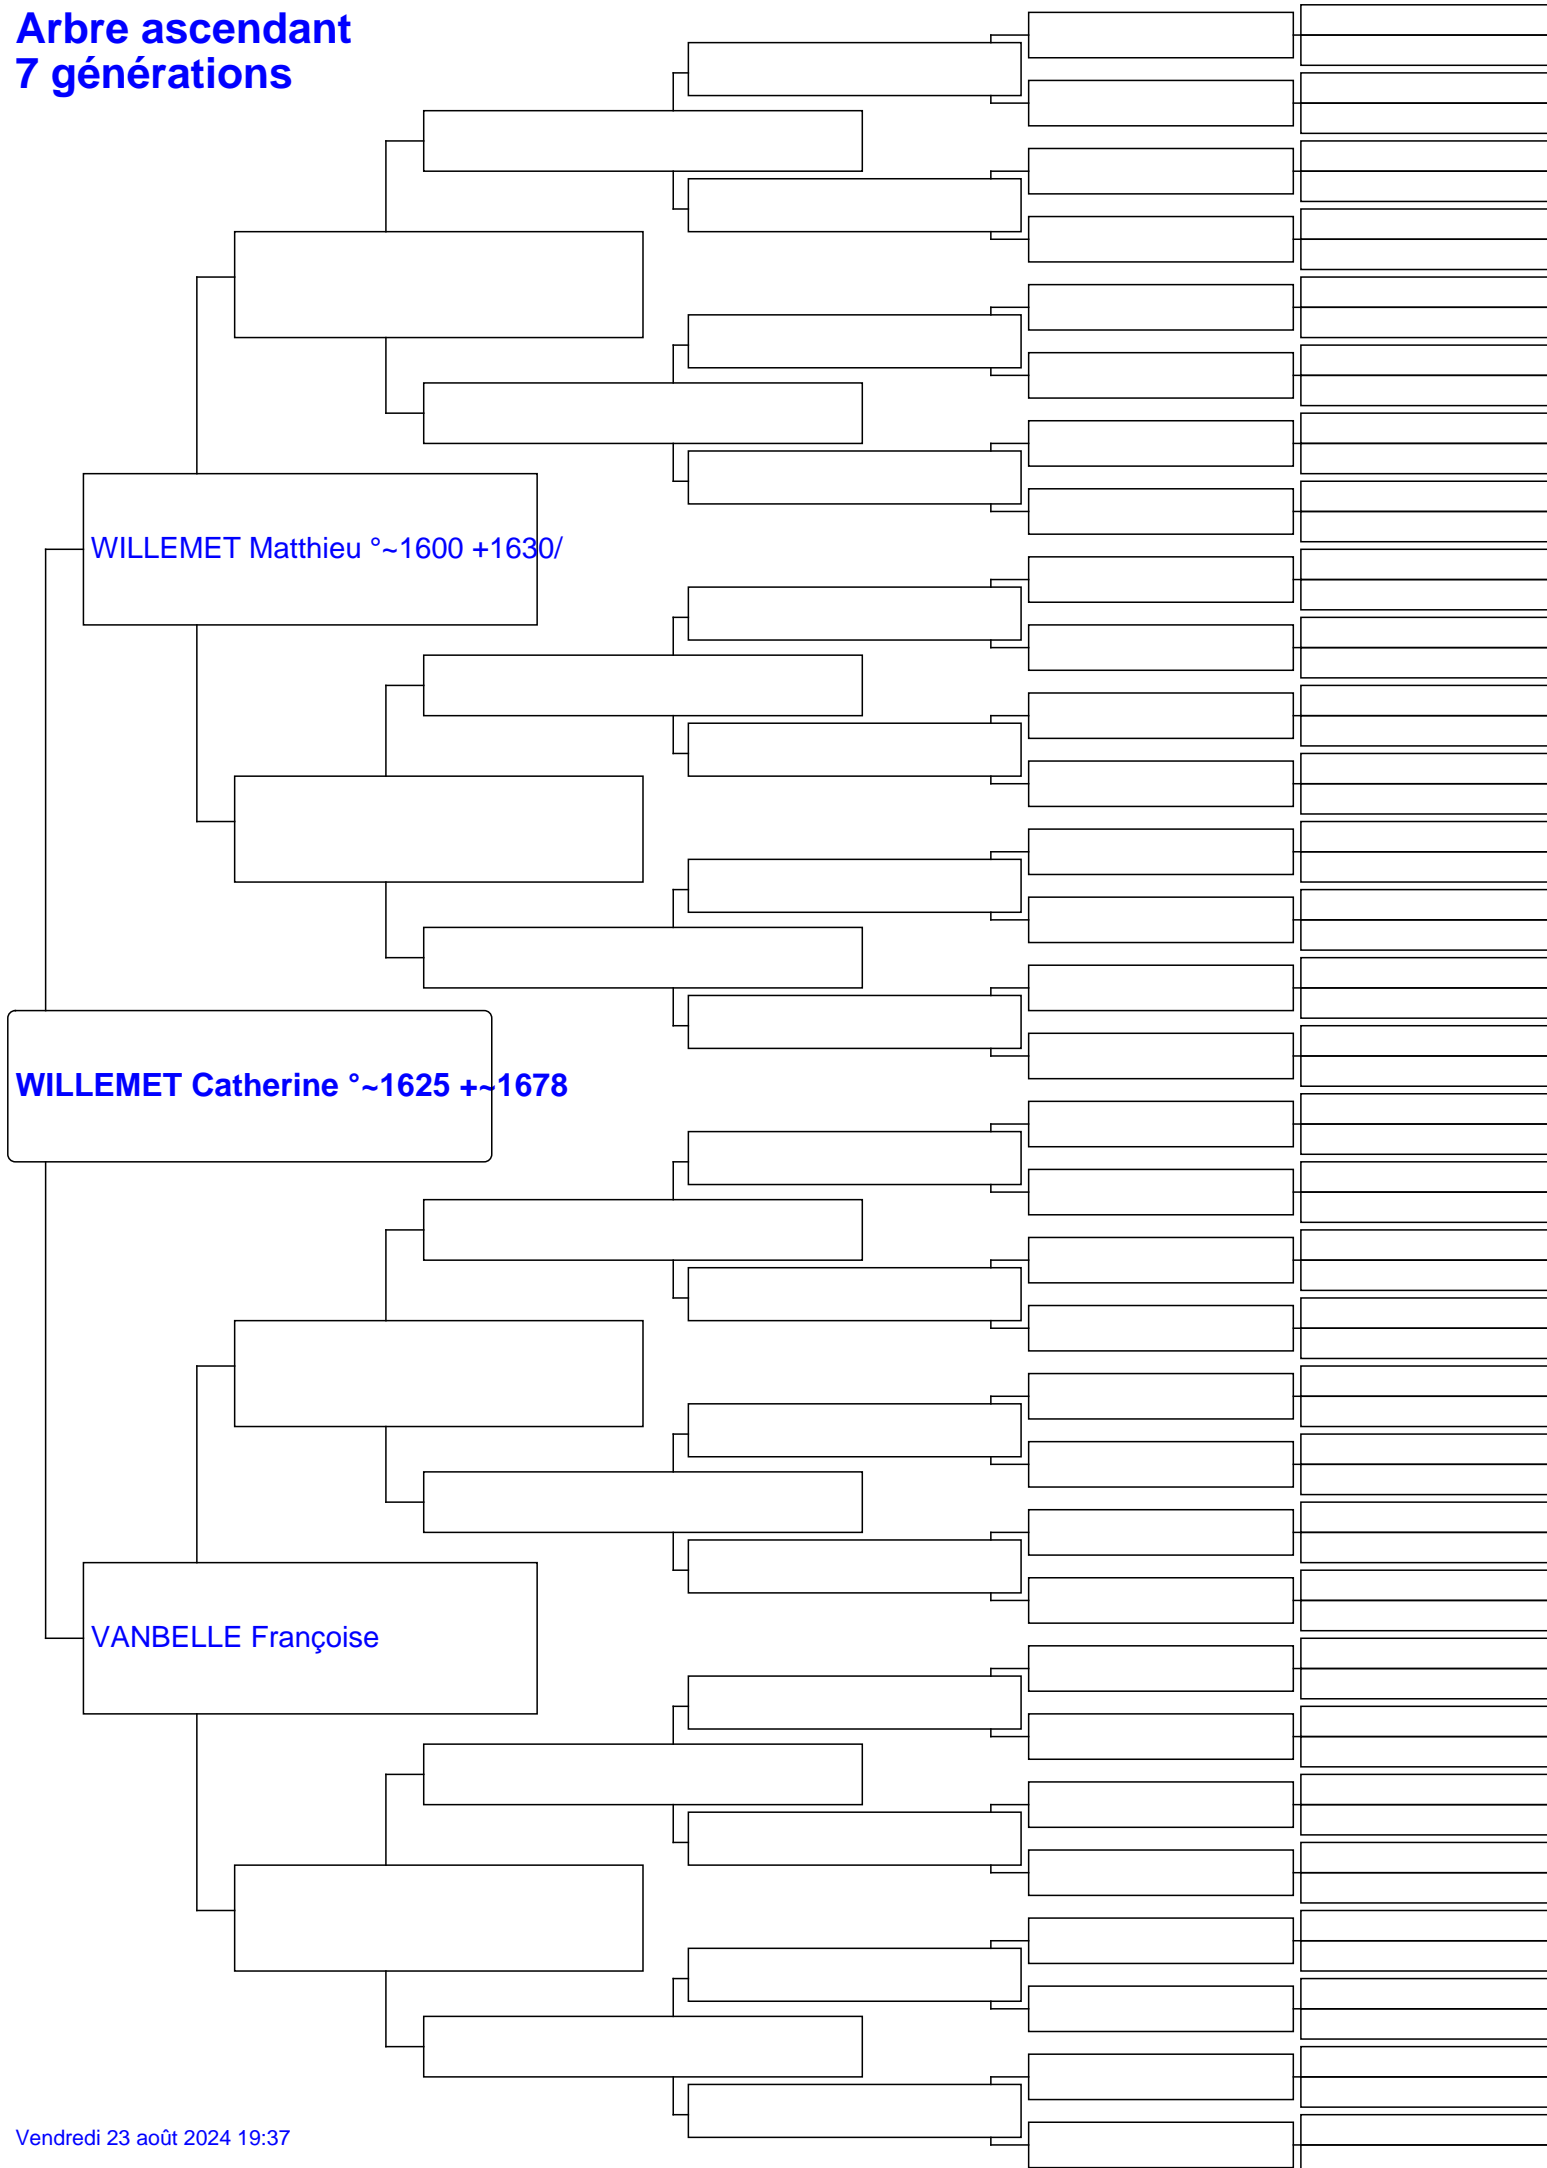 Arbre ascendant
7 générations
WILLEMET Matthieu °~1600 +1630/
WILLEMET Catherine °~1625 +~1678
VANBELLE Françoise
Vendredi 23 août 2024 19:37